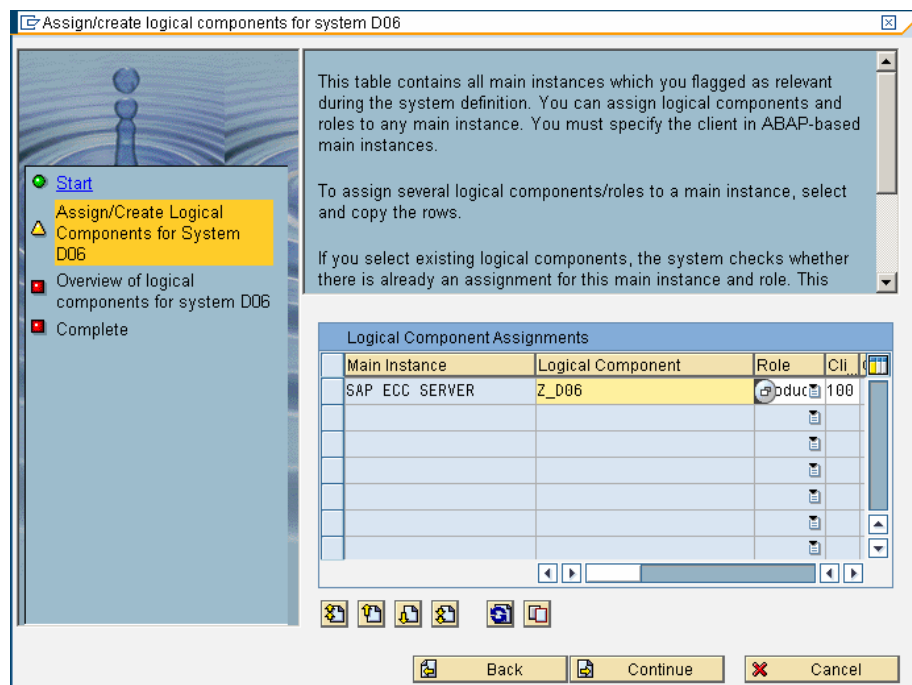 Assign/create logical components for system D06
This table contains all main instances which you flagged as relevant
during the system definition. You can assign logical components and
roles to any main instance. You must specify the client in ABAP-based
main instances.
To assign several logical components/roles to a main instance, select
and copy the rows.
If you select existing logical components, the system checks whether
there is already an assignment for this main instance and role. This
Start
Assign/Create Logical
Components for System
D06
Overview of logical
components for system D06
Complete
Logical Component Assignments
Main Instance Logical Component Role Cli...
SAP ECC SERVER Z_D06 oduc 100
Back Continue Cancel